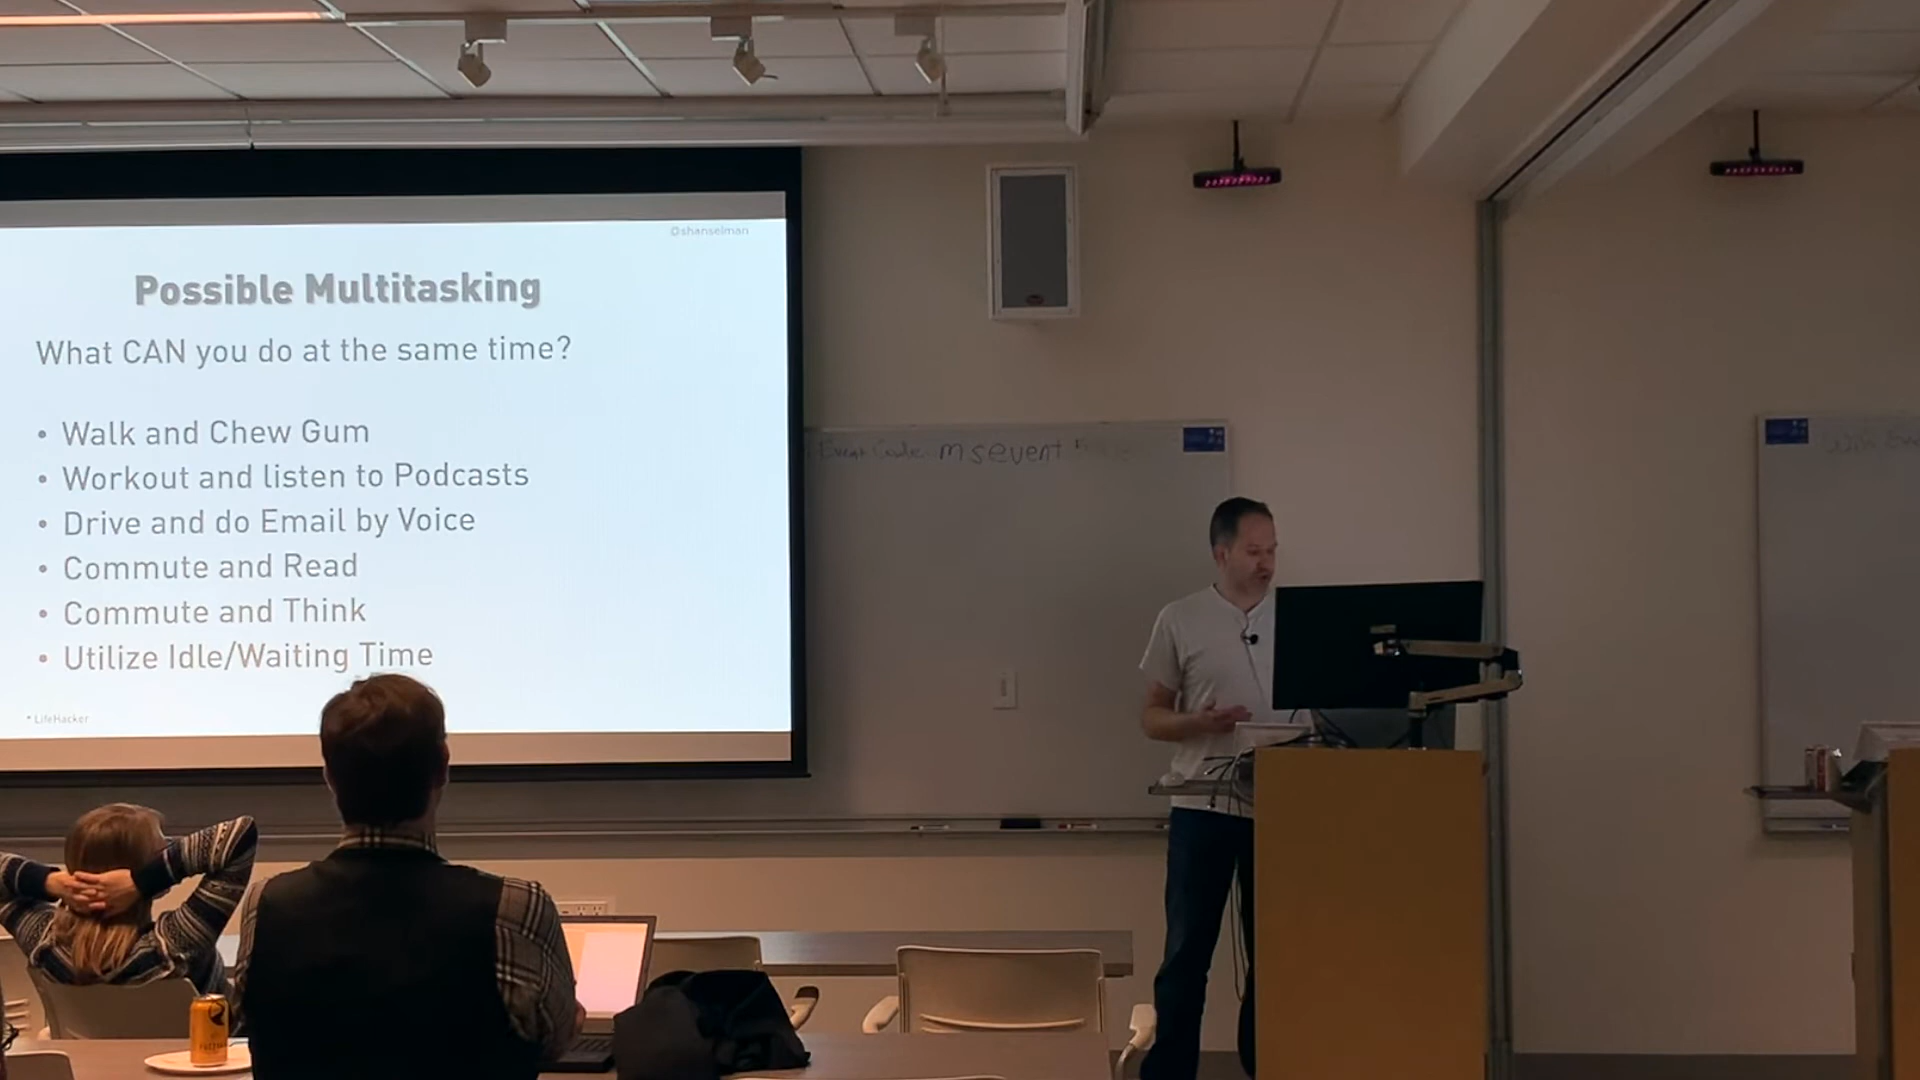 @shanselman
Possible Multitasking
What CAN you do at the same time?
• Walk and Chew Gum
• Workout and listen to Podcasts
• Drive and do Email by Voice
• Commute and Read
• Commute and Think
• Utilize Idle/Waiting Time
* LifeHacker
Event Code msevent